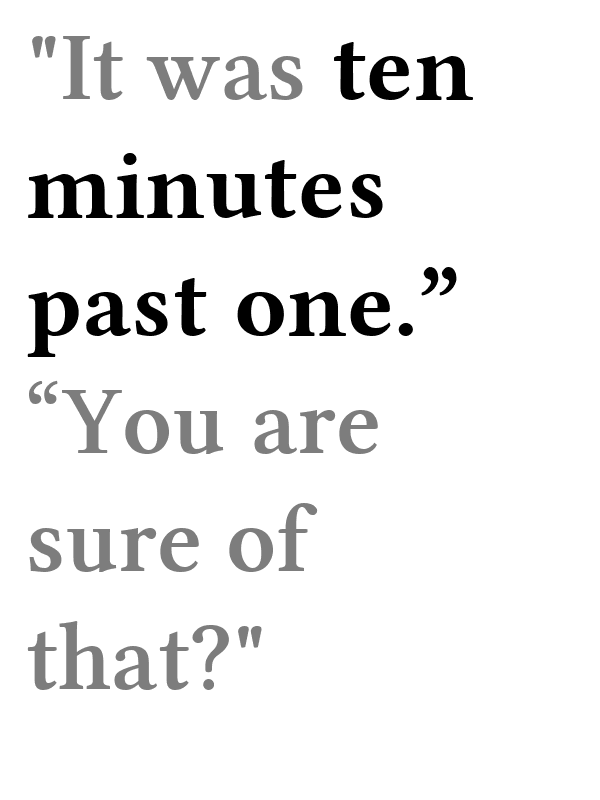 "It was ten
minutes
past one.”
“You are
sure of
that?"